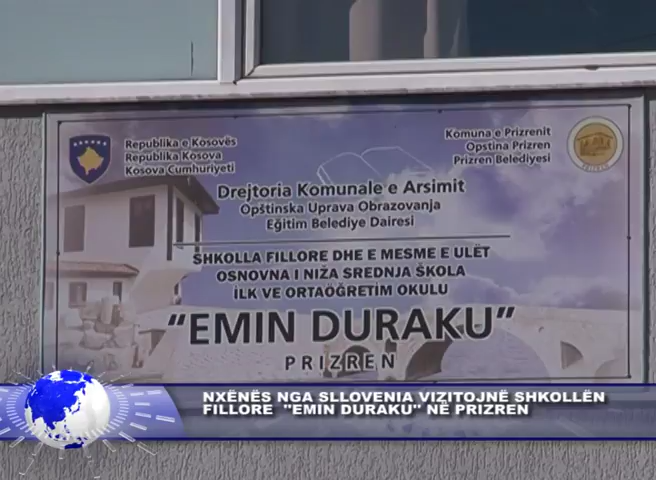 Republika e Kosovës
Republika Kosova
Kosova Cumhuriyeti
Komuna e Prizrenit
Opstina Prizren
Prizren Belediyesi
Drejtoria Komunale e Arsimit
Opštinska Uprava Obrazovanja
Eğitim Belediye Dairesi
SHKOLLA FILLORE DHE E MESME E ULËT
OSNOVNA I NIŽA SREDNJA ŠKOLA
İLK VE ORTAÖĞRETİM OKULU
"EMIN DURAKU"
PRIZREN
NXËNËS NGA SLLOVENIA VIZITOJNË SHKOLLËN
FILLORE "EMIN DURAKU" NË PRIZREN